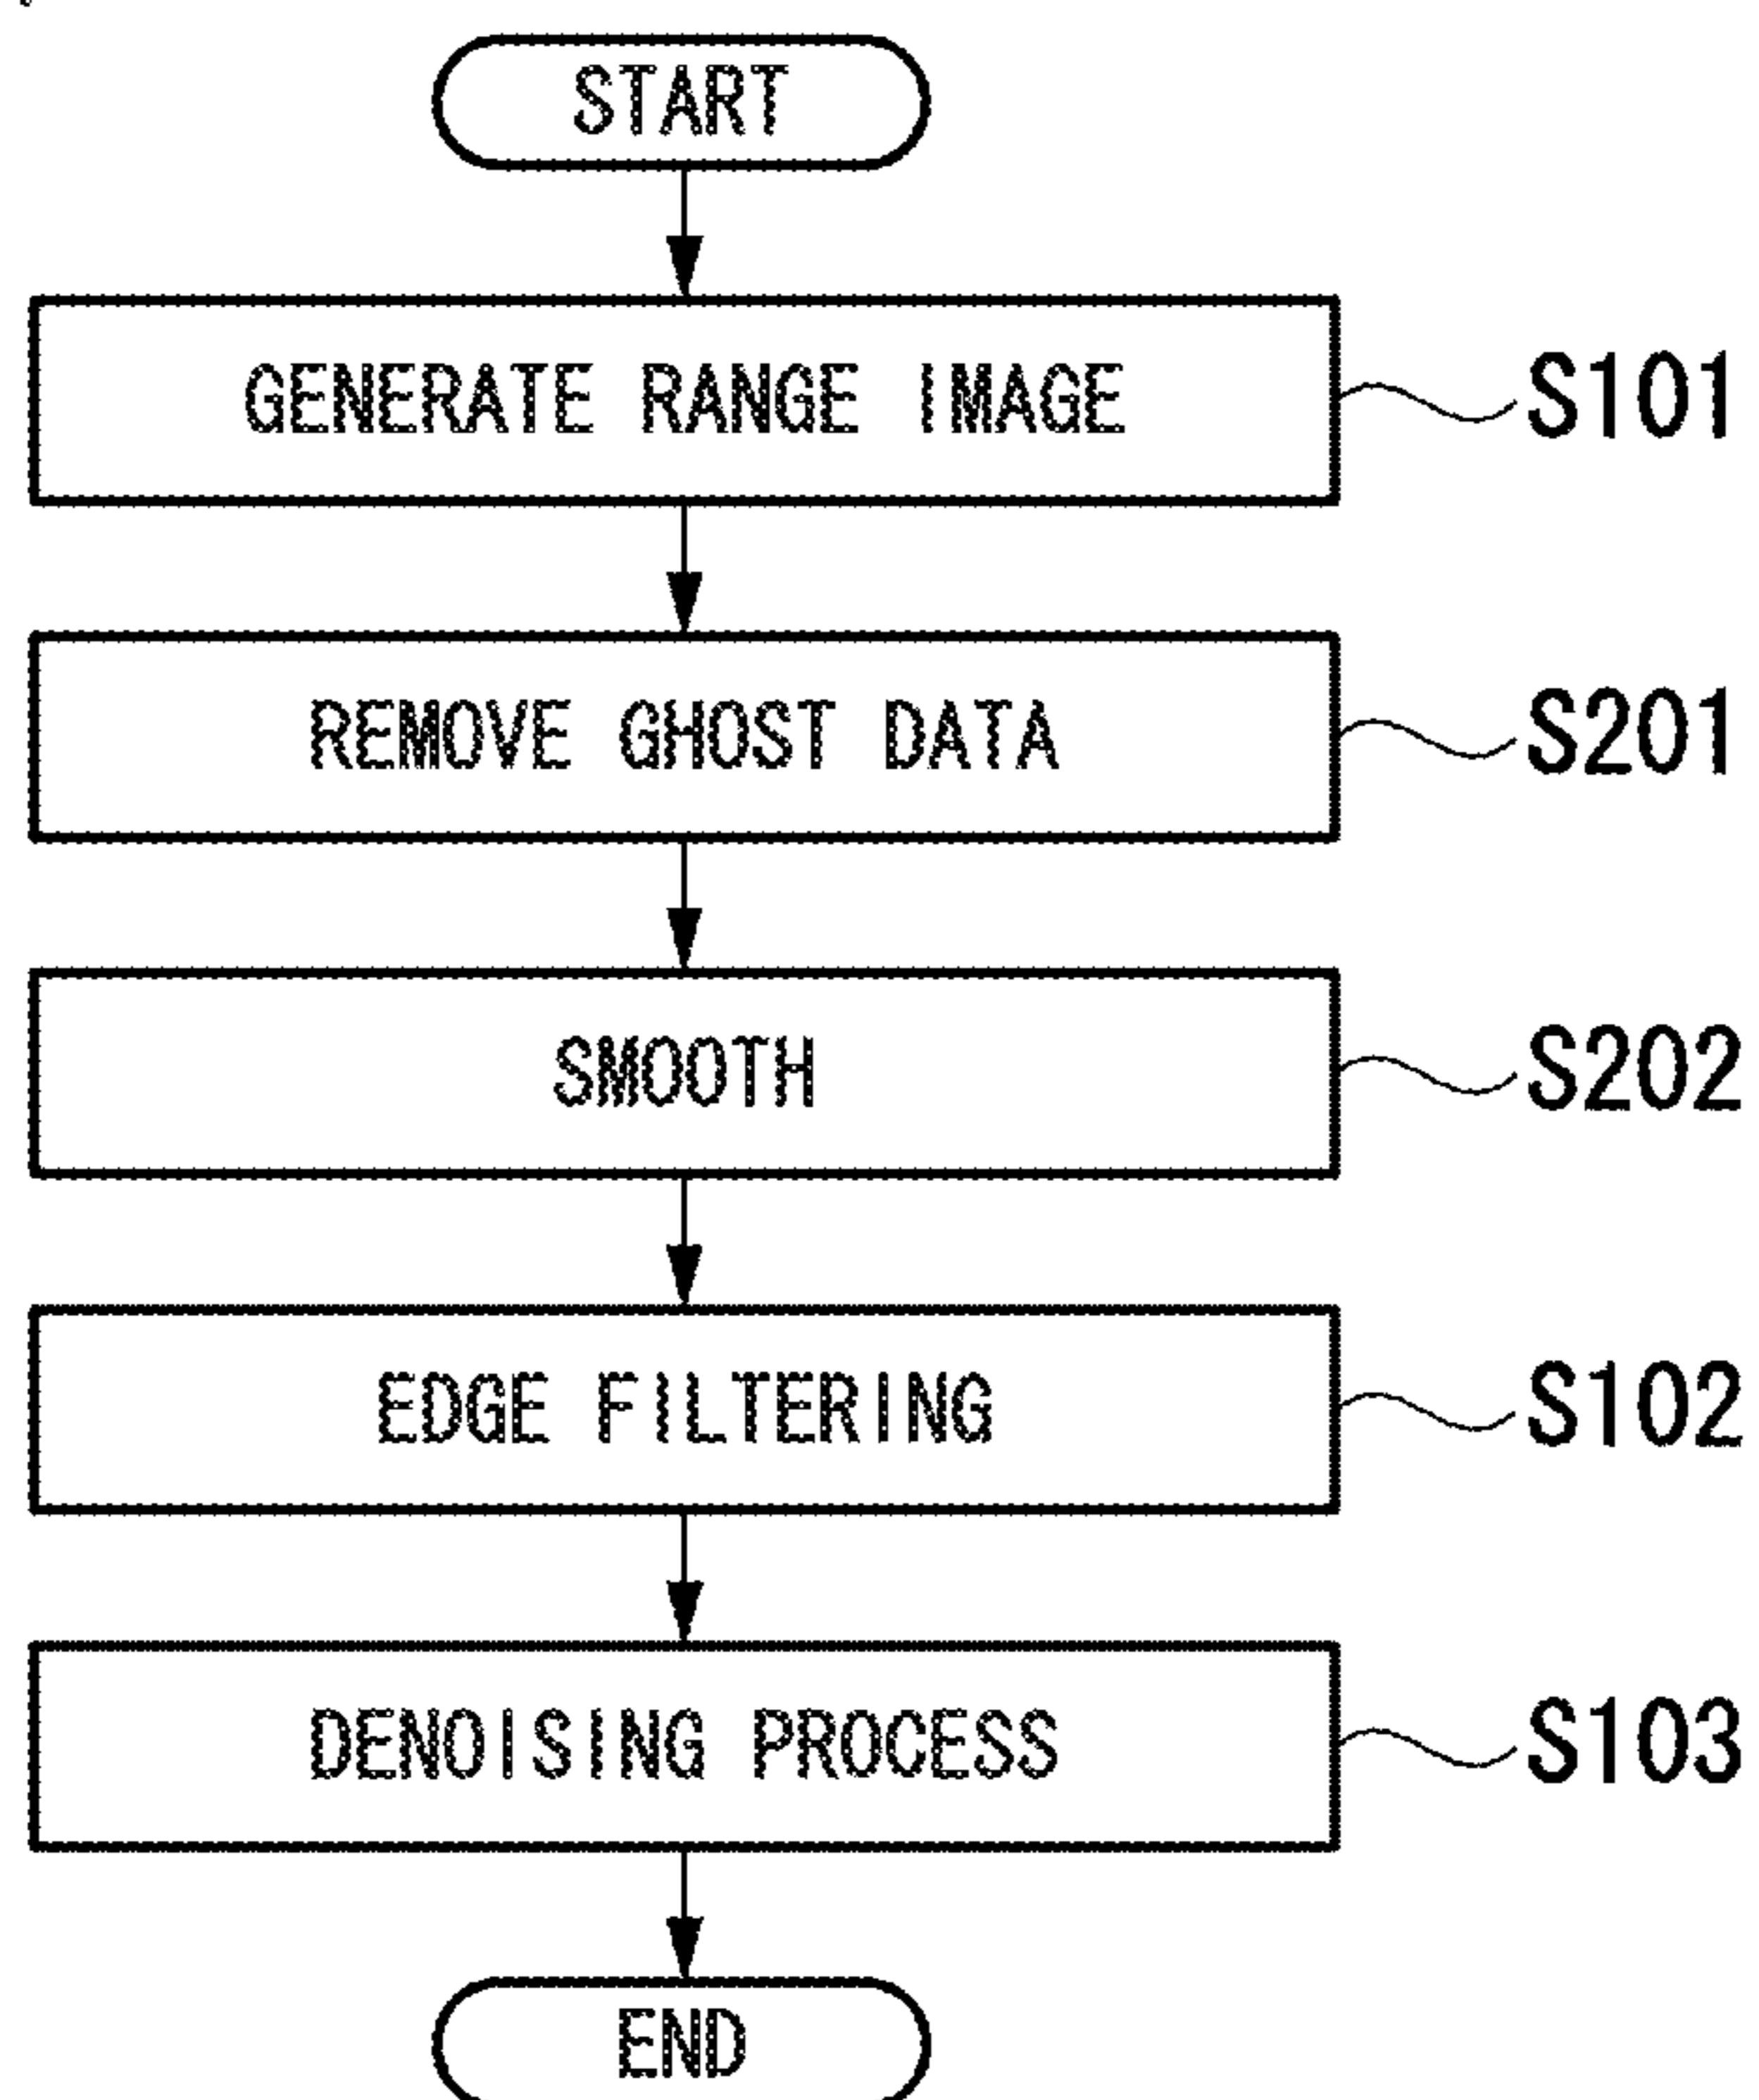 START
GENERATE RANGE IMAGE S101
REMOVE GHOST DATA S201
SMOOTH S202
EDGE FILTERING S102
DENOISING PROCESS S103
END